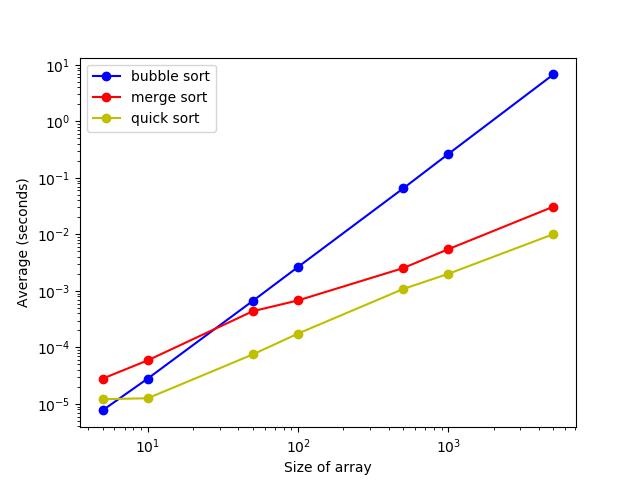 bubble sort
merge sort
quick sort
Average (seconds)
10¹
10⁰
10⁻¹
10⁻²
10⁻³
10⁻⁴
10⁻⁵
10¹ 10² 10³
Size of array